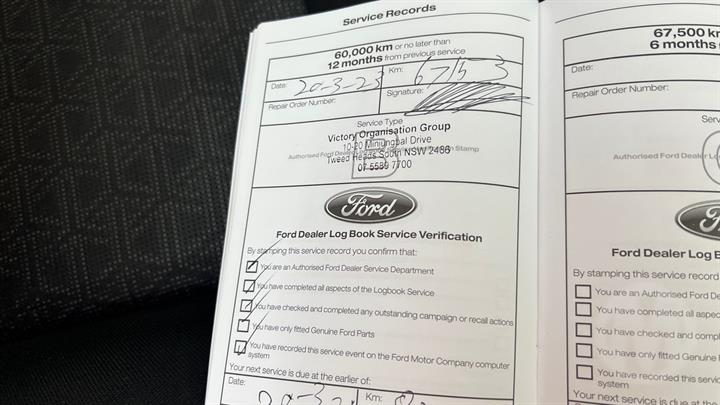 Service Records
60,000 km or no later than
12 months from previous service
Date: 20-3-23 Km:
Repair Order Number: Signature:
Service Type
Victory Organisation Group
10-20 Minjungbal Drive
Tweed Heads South NSW 2486
07 5589 7700
Authorised Ford Dealer Stamp
Ford
Ford Dealer Log Book Service Verification
By stamping this service record you confirm that:
You are an Authorised Ford Dealer Service Department
You have completed all aspects of the Logbook Service
You have checked and completed any outstanding campaign or recall actions
You have only fitted Genuine Ford Parts
You have recorded this service event on the Ford Motor Company computer
system
Your next service is due at the earlier of:
Date: Km:
67,500
6 months
Date:
Repair Order Number:
Authorised Ford
Ford Dealer Log
By stamping this service record
You are an Authorised Ford
You have completed all
You have checked and
You have only fitted Genuine
You have recorded this
system
Your next service is due at the